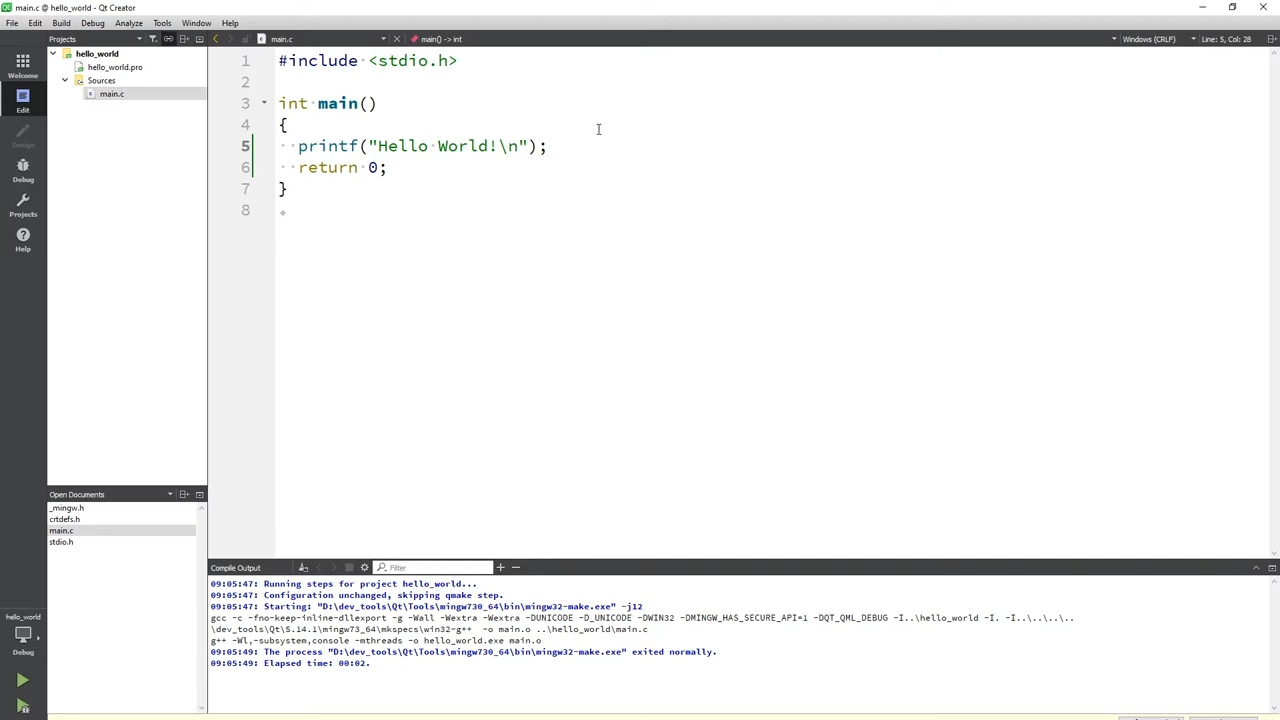 main.c @ hello_world - Qt Creator
File Edit Build Debug Analyze Tools Window Help
Projects
main.c
main() -> int
Windows (CRLF)
Line: 5, Col: 28
Welcome
Edit
Design
Debug
Projects
Help
hello_world
hello_world.pro
Sources
main.c
1 #include <stdio.h>
2
3 int main()
4 {
5 printf("Hello World!\n");
6 return 0;
7 }
8
Open Documents
_mingw.h
crtdefs.h
main.c
stdio.h
hello_world
Debug
Compile Output
Filter
09:05:47: Running steps for project hello_world...
09:05:47: Configuration unchanged, skipping qmake step.
09:05:47: Starting: "D:\dev_tools\Qt\Tools\mingw730_64\bin\mingw32-make.exe" -j12
gcc -c -fno-keep-inline-dllexport -g -Wall -Wextra -Wextra -DUNICODE -D_UNICODE -DWIN32 -DMINGW_HAS_SECURE_API=1 -DQT_QML_DEBUG -I..\hello_world -I. -I..\..\..\..
\dev_tools\Qt\5.14.1\mingw73_64\mkspecs\win32-g++ -o main.o ..\hello_world\main.c
g++ -Wl,-subsystem,console -mthreads -o hello_world.exe main.o
09:05:49: The process "D:\dev_tools\Qt\Tools\mingw730_64\bin\mingw32-make.exe" exited normally.
09:05:49: Elapsed time: 00:02.